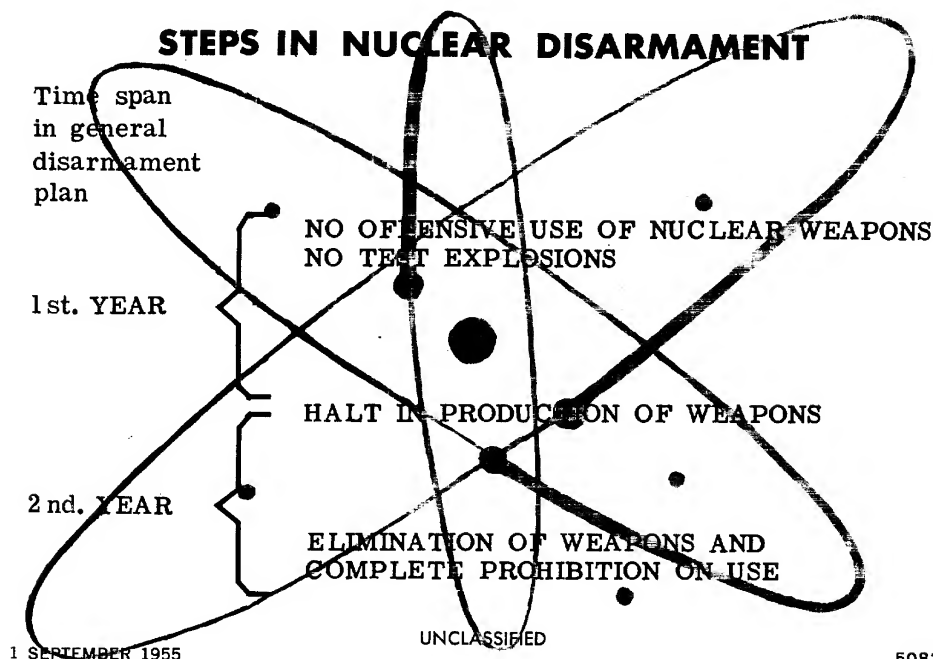 STEPS IN NUCLEAR DISARMAMENT
Time span
in general
disarmament
plan
NO OFFENSIVE USE OF NUCLEAR WEAPONS
NO TEST EXPLOSIONS
1st. YEAR
HALT IN PRODUCTION OF WEAPONS
2nd. YEAR
ELIMINATION OF WEAPONS AND
COMPLETE PROHIBITION ON USE
UNCLASSIFIED
1 SEPTEMBER 1955